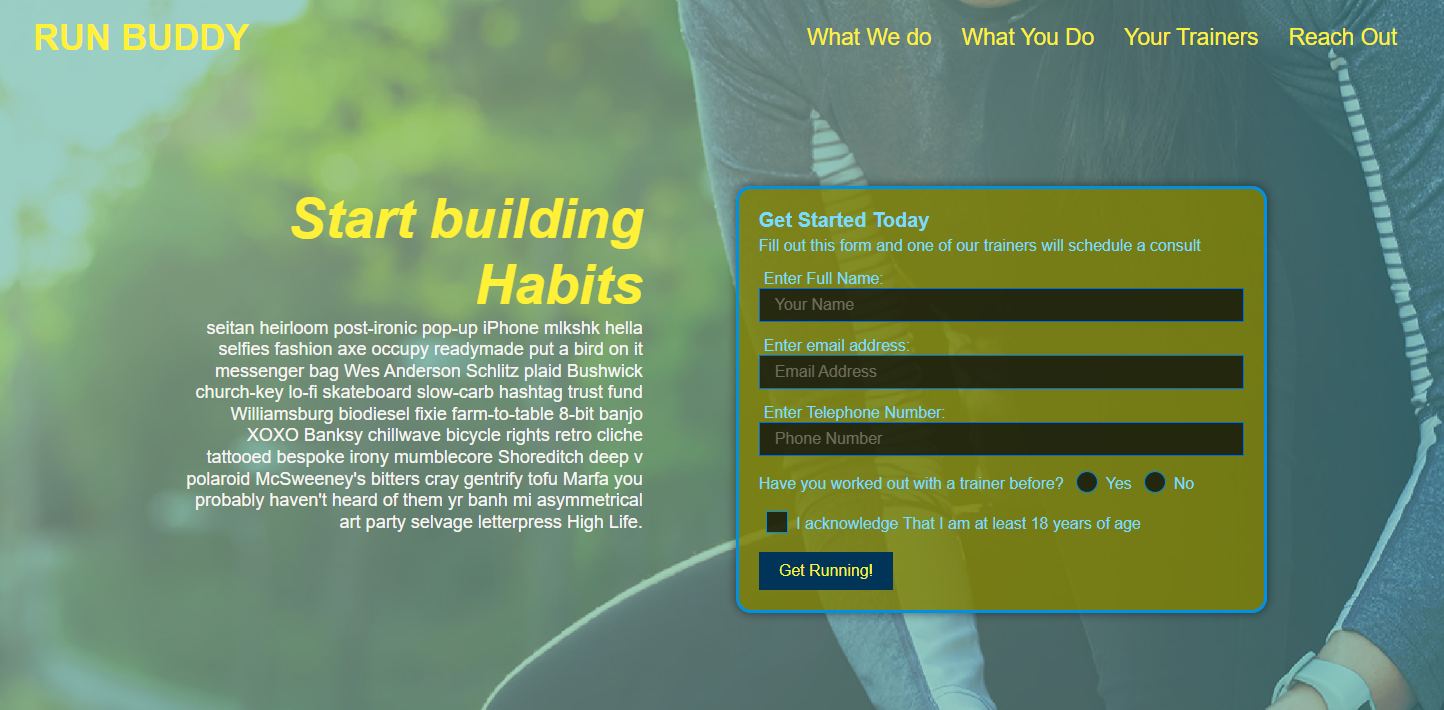 RUN BUDDY
What We do What You Do Your Trainers Reach Out
Start building
Habits
seitan heirloom post-ironic pop-up iPhone mlkshk hella
selfies fashion axe occupy readymade put a bird on it
messenger bag Wes Anderson Schlitz plaid Bushwick
church-key lo-fi skateboard slow-carb hashtag trust fund
Williamsburg biodiesel fixie farm-to-table 8-bit banjo
XOXO Banksy chillwave bicycle rights retro cliche
tattooed bespoke irony mumblecore Shoreditch deep v
polaroid McSweeney's bitters cray gentrify tofu Marfa you
probably haven't heard of them yr banh mi asymmetrical
art party selvage letterpress High Life.
Get Started Today
Fill out this form and one of our trainers will schedule a consult
Enter Full Name:
Your Name
Enter email address:
Email Address
Enter Telephone Number:
Phone Number
Have you worked out with a trainer before? Yes No
I acknowledge That I am at least 18 years of age
Get Running!